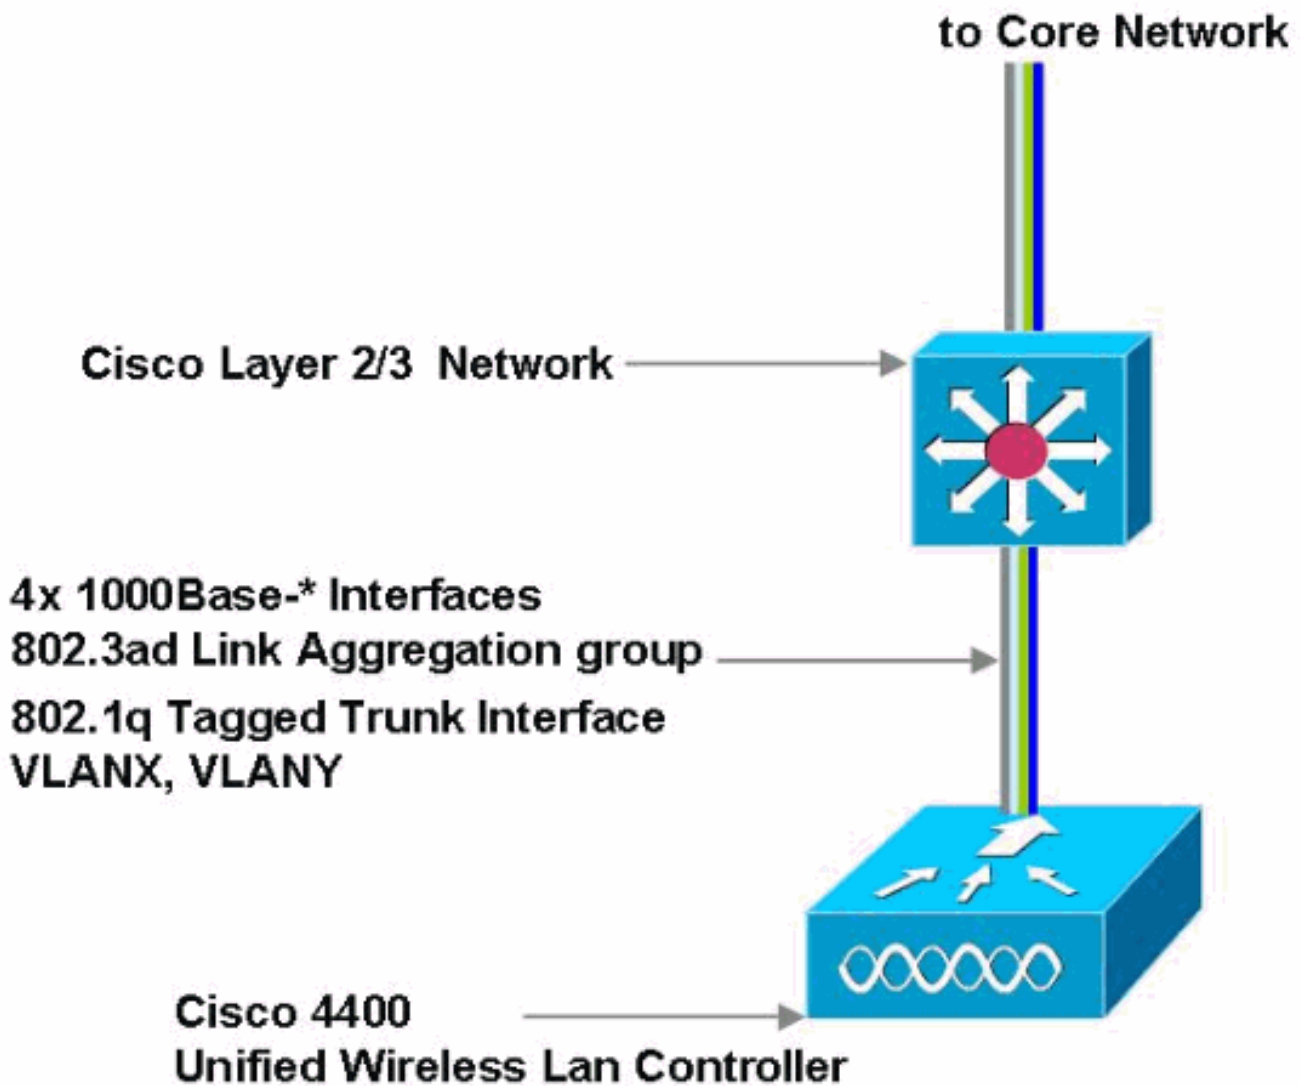 to Core Network
Cisco Layer 2/3 Network
4x 1000Base-* Interfaces
802.3ad Link Aggregation group
802.1q Tagged Trunk Interface
VLANX, VLANY
Cisco 4400
Unified Wireless Lan Controller